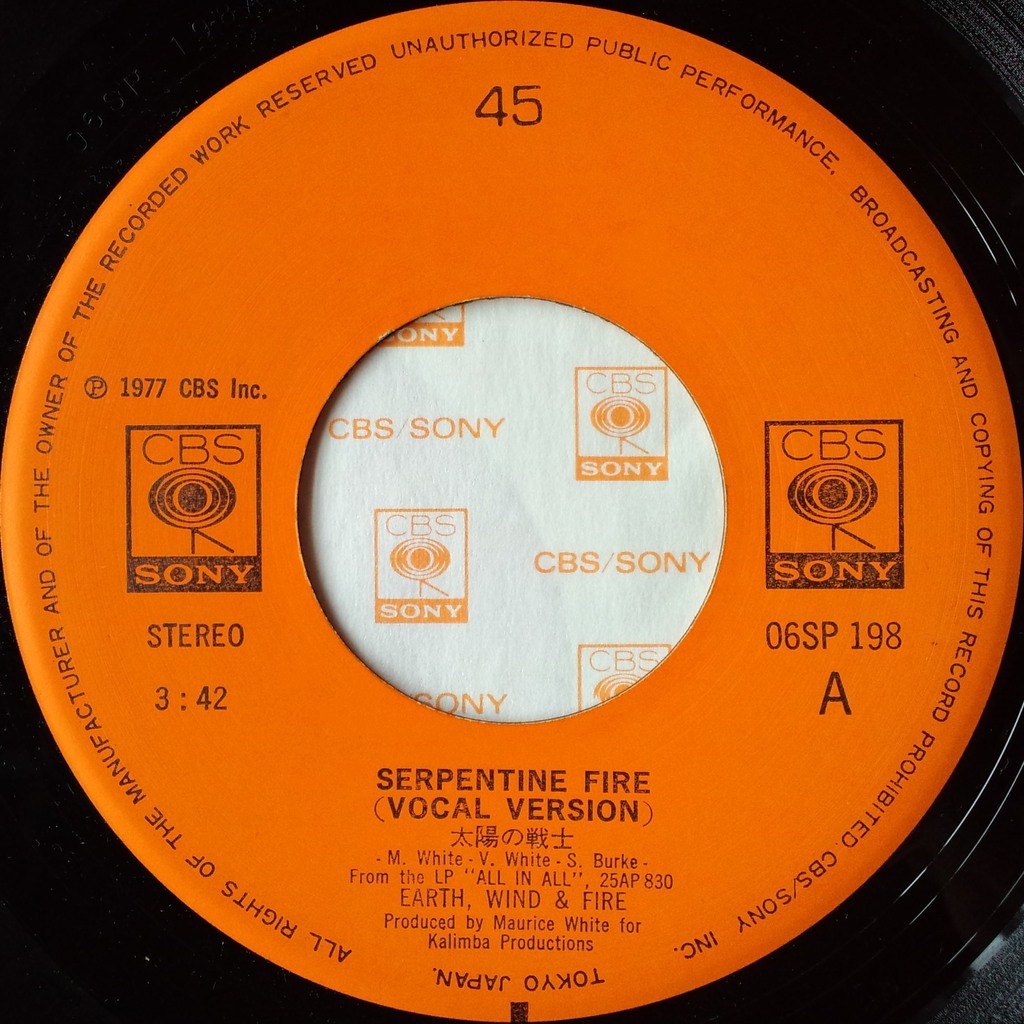 ALL RIGHTS OF THE MANUFACTURER AND OF THE OWNER OF THE RECORDED WORK RESERVED UNAUTHORIZED PUBLIC PERFORMANCE, BROADCASTING AND COPYING OF THIS RECORD PROHIBITED. CBS/SONY INC. TOKYO JAPAN.
45
℗ 1977 CBS Inc.
CBS
SONY
STEREO
3:42
SONY
CBS/SONY
CBS
SONY
CBS
SONY
CBS/SONY
CBS
SONY
CBS
SONY
06SP 198
A
SERPENTINE FIRE
(VOCAL VERSION)
太陽の戦士
- M. White - V. White - S. Burke -
From the LP "ALL IN ALL", 25AP 830
EARTH, WIND & FIRE
Produced by Maurice White for
Kalimba Productions